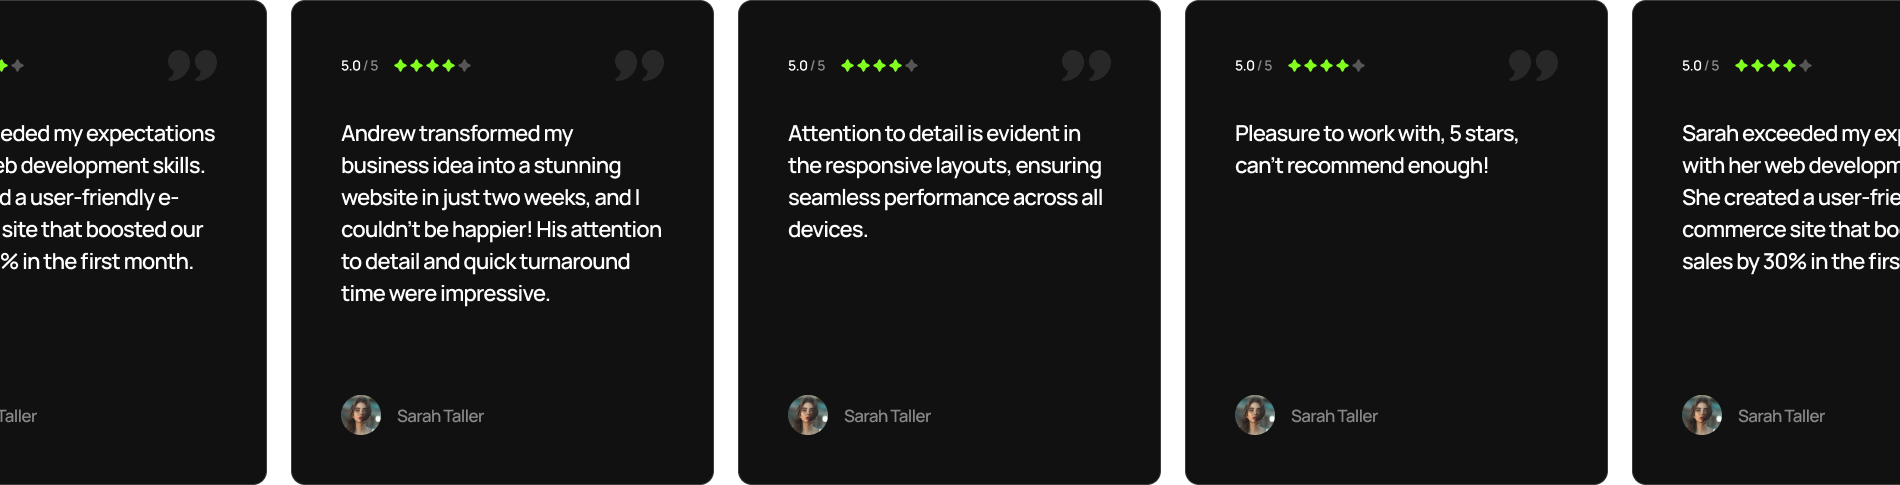 eded my expectations
eb development skills.
d a user-friendly e-
site that boosted our
% in the first month.
Taller
5.0 / 5
Andrew transformed my
business idea into a stunning
website in just two weeks, and I
couldn't be happier! His attention
to detail and quick turnaround
time were impressive.
Sarah Taller
5.0 / 5
Attention to detail is evident in
the responsive layouts, ensuring
seamless performance across all
devices.
Sarah Taller
5.0 / 5
Pleasure to work with, 5 stars,
can't recommend enough!
Sarah Taller
5.0 / 5
Sarah exceeded my exp
with her web developm
She created a user-frie
commerce site that bo
sales by 30% in the firs
Sarah Taller